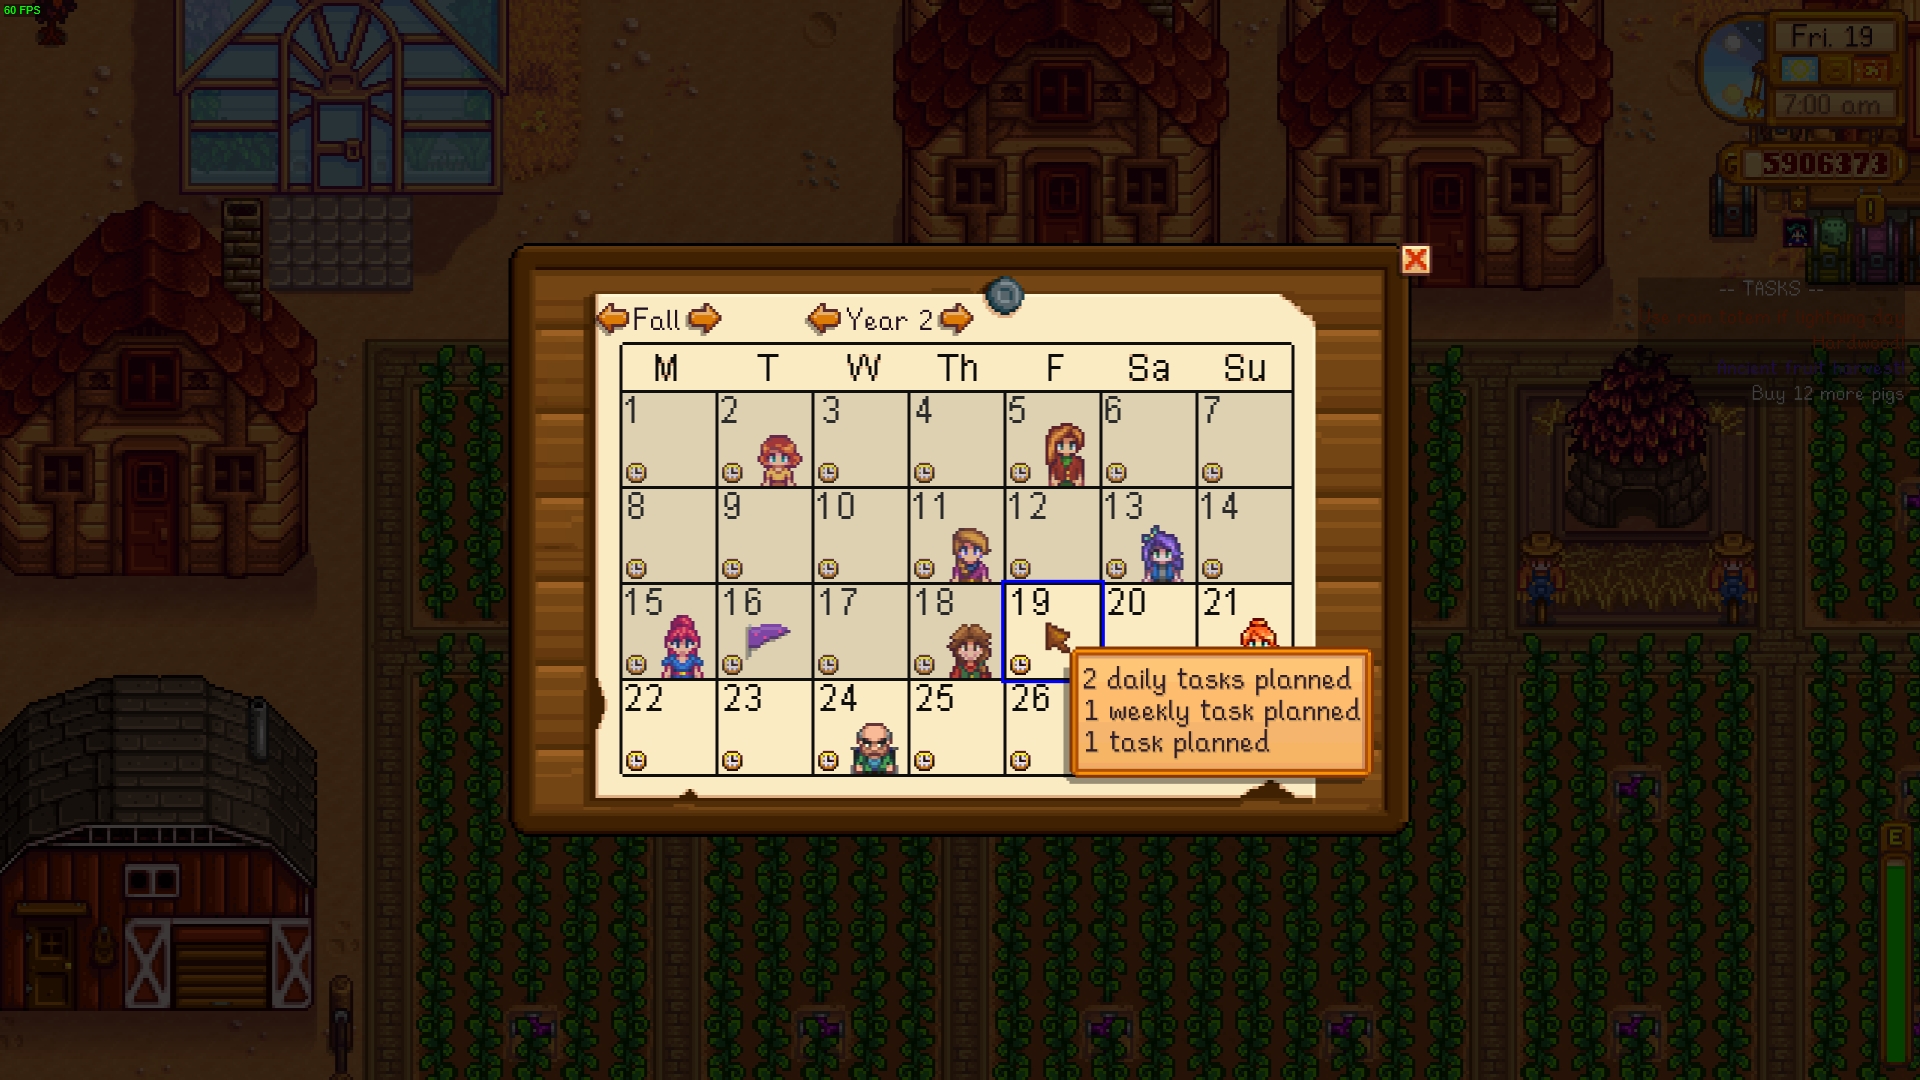 60 FPS
Fri. 19
7:00 am
G 5906373
-- TASKS --
Buy 12 more pigs
Fall
Year 2
M T W Th F Sa Su
1 2 3 4 5 6 7
8 9 10 11 12 13 14
15 16 17 18 19 20 21
22 23 24 25 26
2 daily tasks planned
1 weekly task planned
1 task planned
E